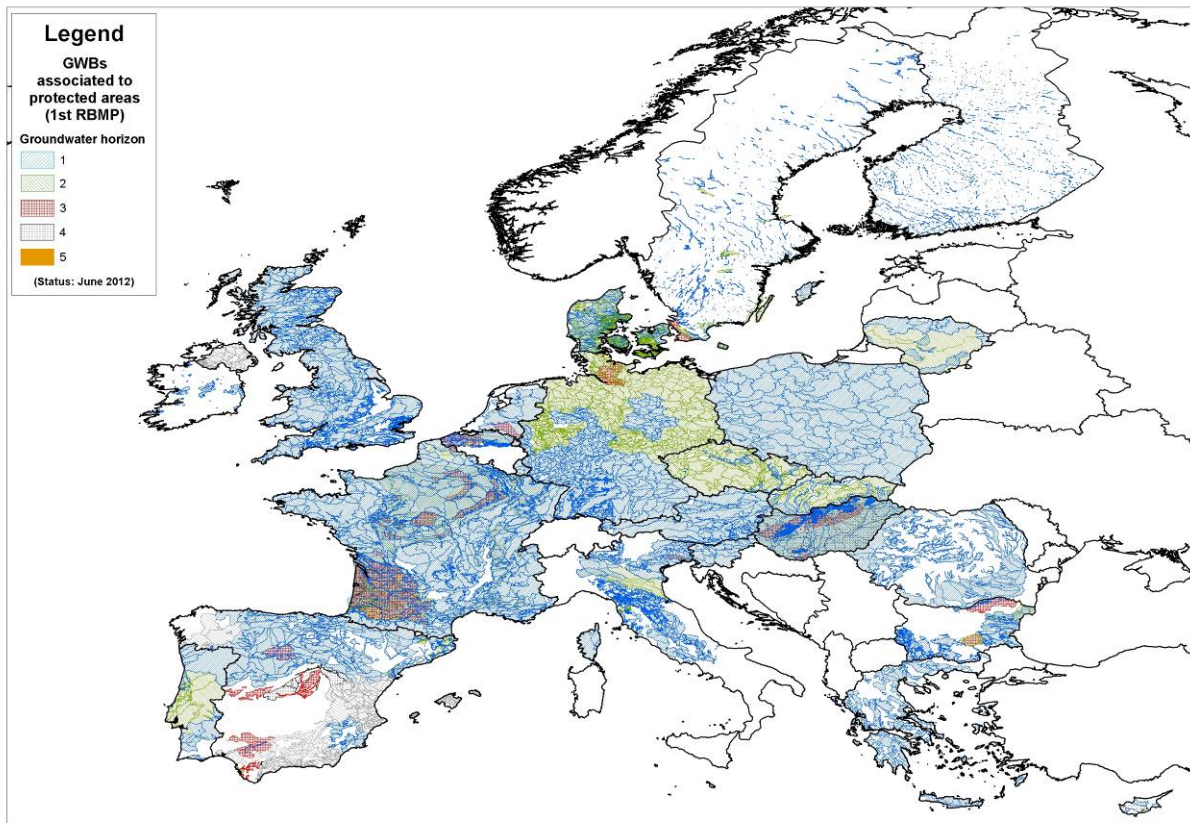 Legend
GWBs
associated to
protected areas
(1st RBMP)
Groundwater horizon
1
2
3
4
5
(Status: June 2012)